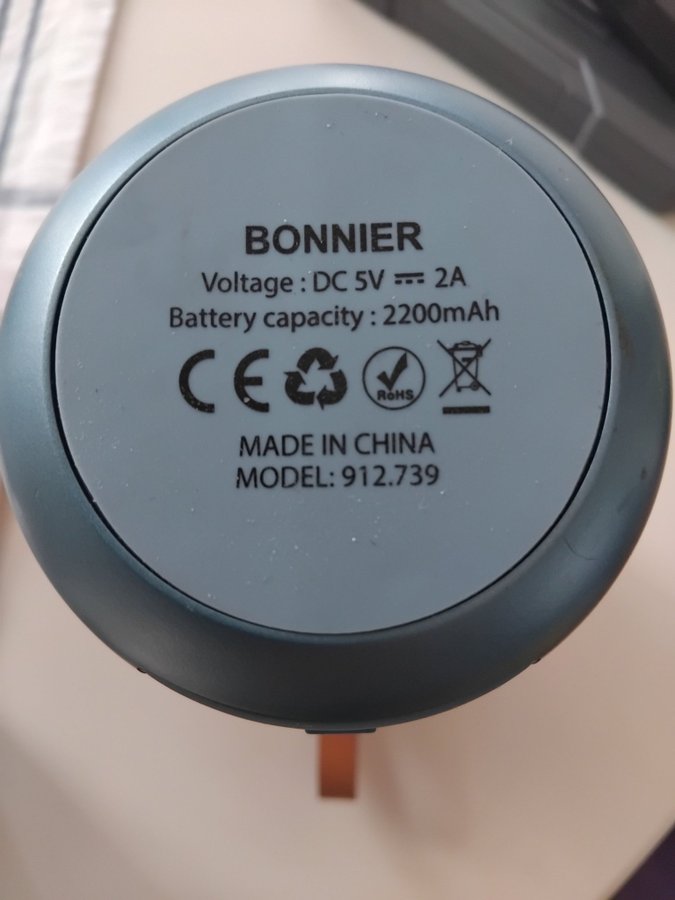 BONNIER
Voltage : DC 5V ⎓ 2A
Battery capacity : 2200mAh
CE RoHS
MADE IN CHINA
MODEL: 912.739